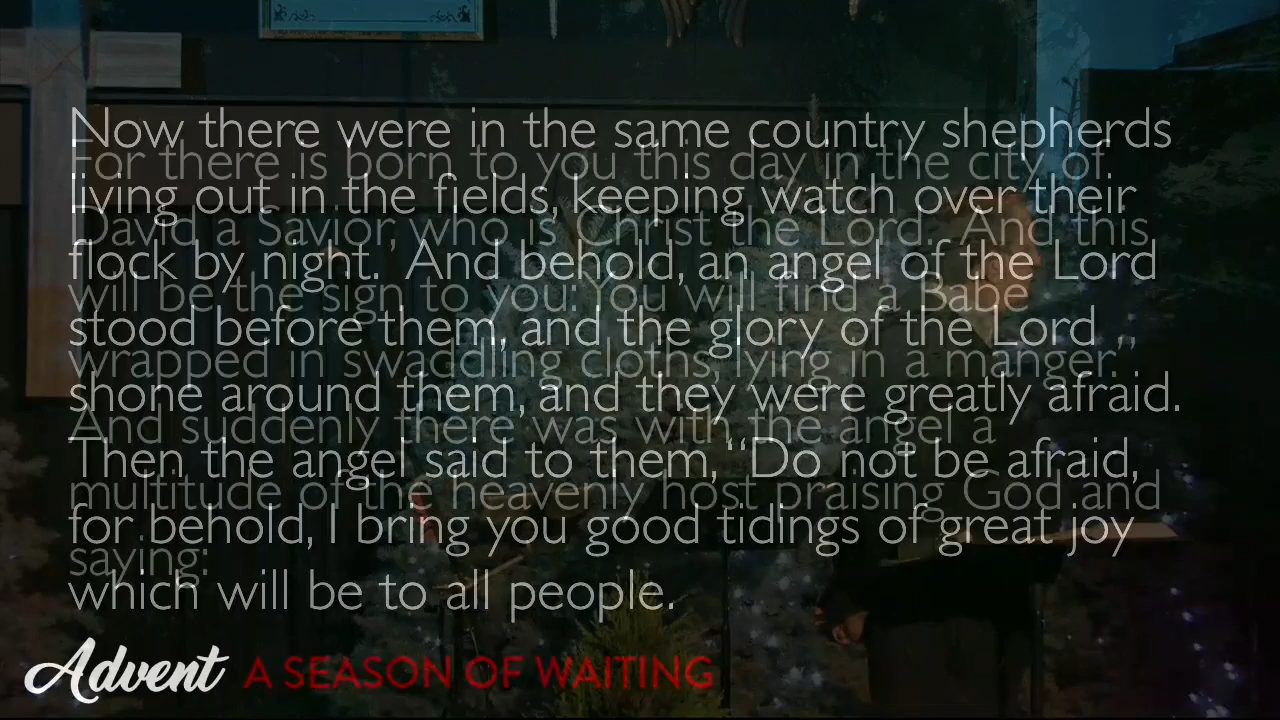 Now there were in the same country shepherds
living out in the fields, keeping watch over their
flock by night. And behold, an angel of the Lord
stood before them, and the glory of the Lord
shone around them, and they were greatly afraid.
Then the angel said to them, “Do not be afraid,
for behold, I bring you good tidings of great joy
which will be to all people.
For there is born to you this day in the city of
David a Savior, who is Christ the Lord. And this
will be the sign to you: You will find a Babe
wrapped in swaddling cloths, lying in a manger.”
And suddenly there was with the angel a
multitude of the heavenly host praising God and
saying:
Advent A SEASON OF WAITING